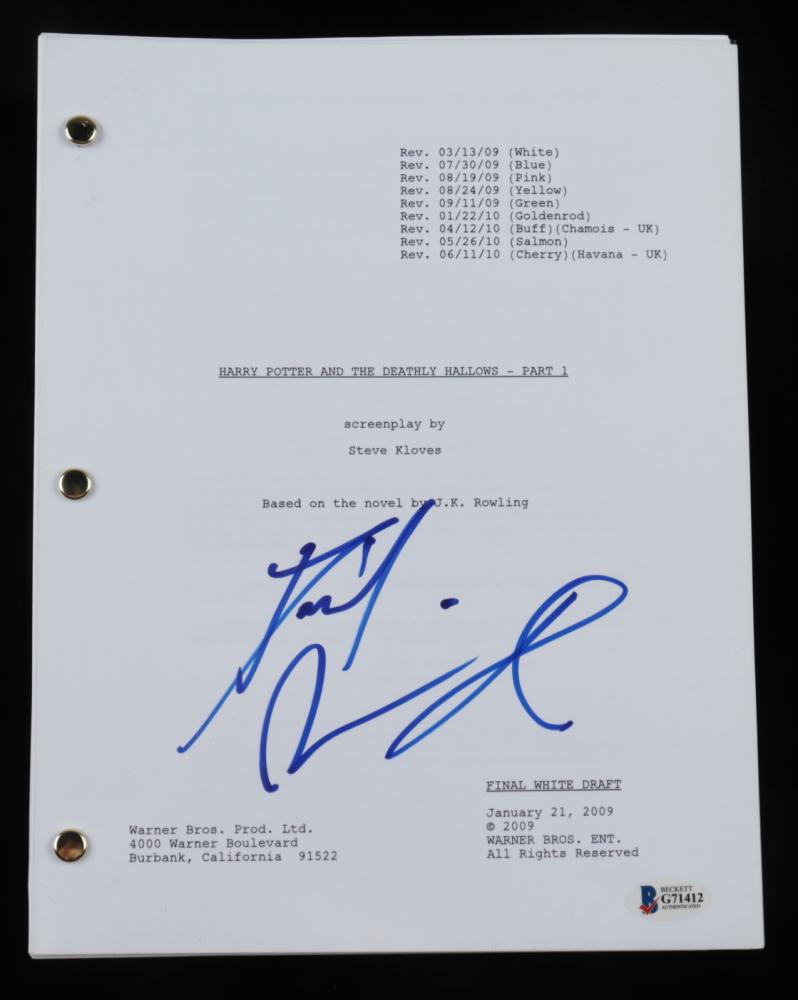 Rev. 03/13/09 (White)
Rev. 07/30/09 (Blue)
Rev. 08/19/09 (Pink)
Rev. 08/24/09 (Yellow)
Rev. 09/11/09 (Green)
Rev. 01/22/10 (Goldenrod)
Rev. 04/12/10 (Buff)(Chamois - UK)
Rev. 05/26/10 (Salmon)
Rev. 06/11/10 (Cherry)(Havana - UK)
HARRY POTTER AND THE DEATHLY HALLOWS - PART 1
screenplay by
Steve Kloves
Based on the novel by J.K. Rowling
FINAL WHITE DRAFT
January 21, 2009
© 2009
WARNER BROS. ENT.
All Rights Reserved
Warner Bros. Prod. Ltd.
4000 Warner Boulevard
Burbank, California 91522
BECKETT
G71412
AUTHENTICATED